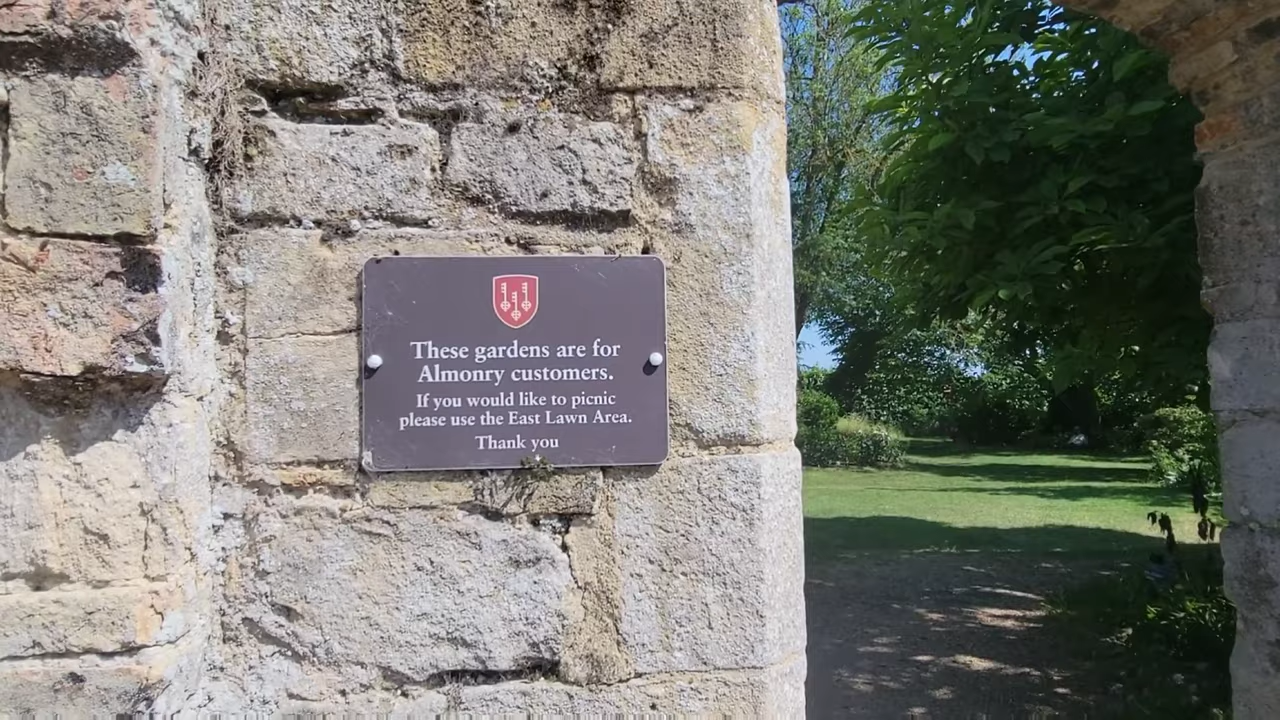 These gardens are for
Almonry customers.
If you would like to picnic
please use the East Lawn Area.
Thank you